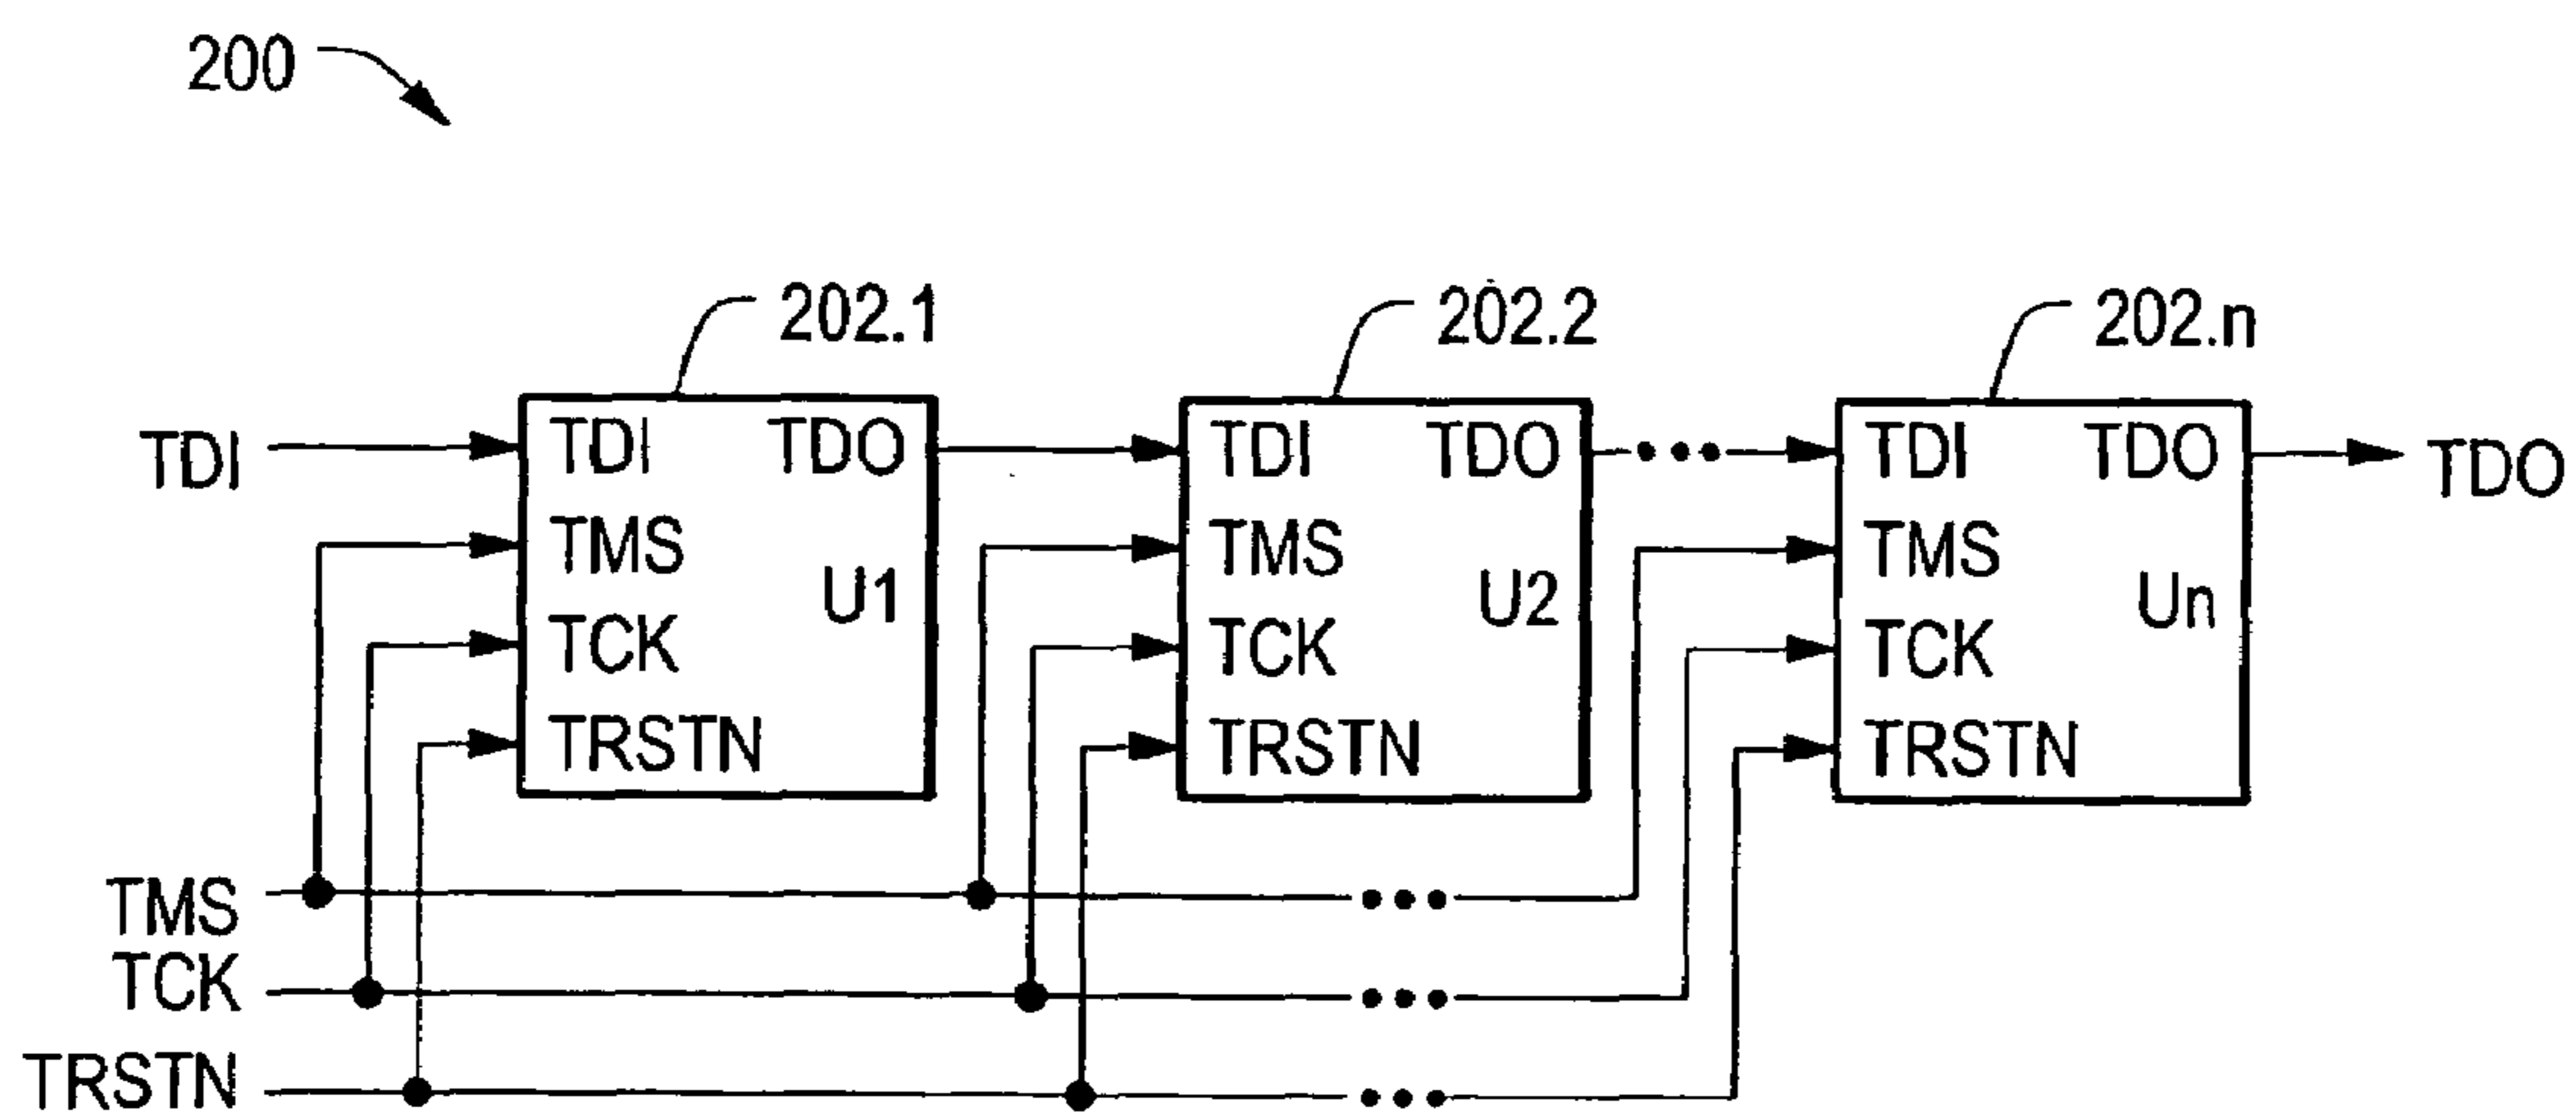 200
202.1
202.2
202.n
TDI
TDI TDO
TMS
U1
TCK
TRSTN
TDI TDO
TMS
U2
TCK
TRSTN
TDI TDO
TMS
Un
TCK
TRSTN
TDO
TMS
TCK
TRSTN